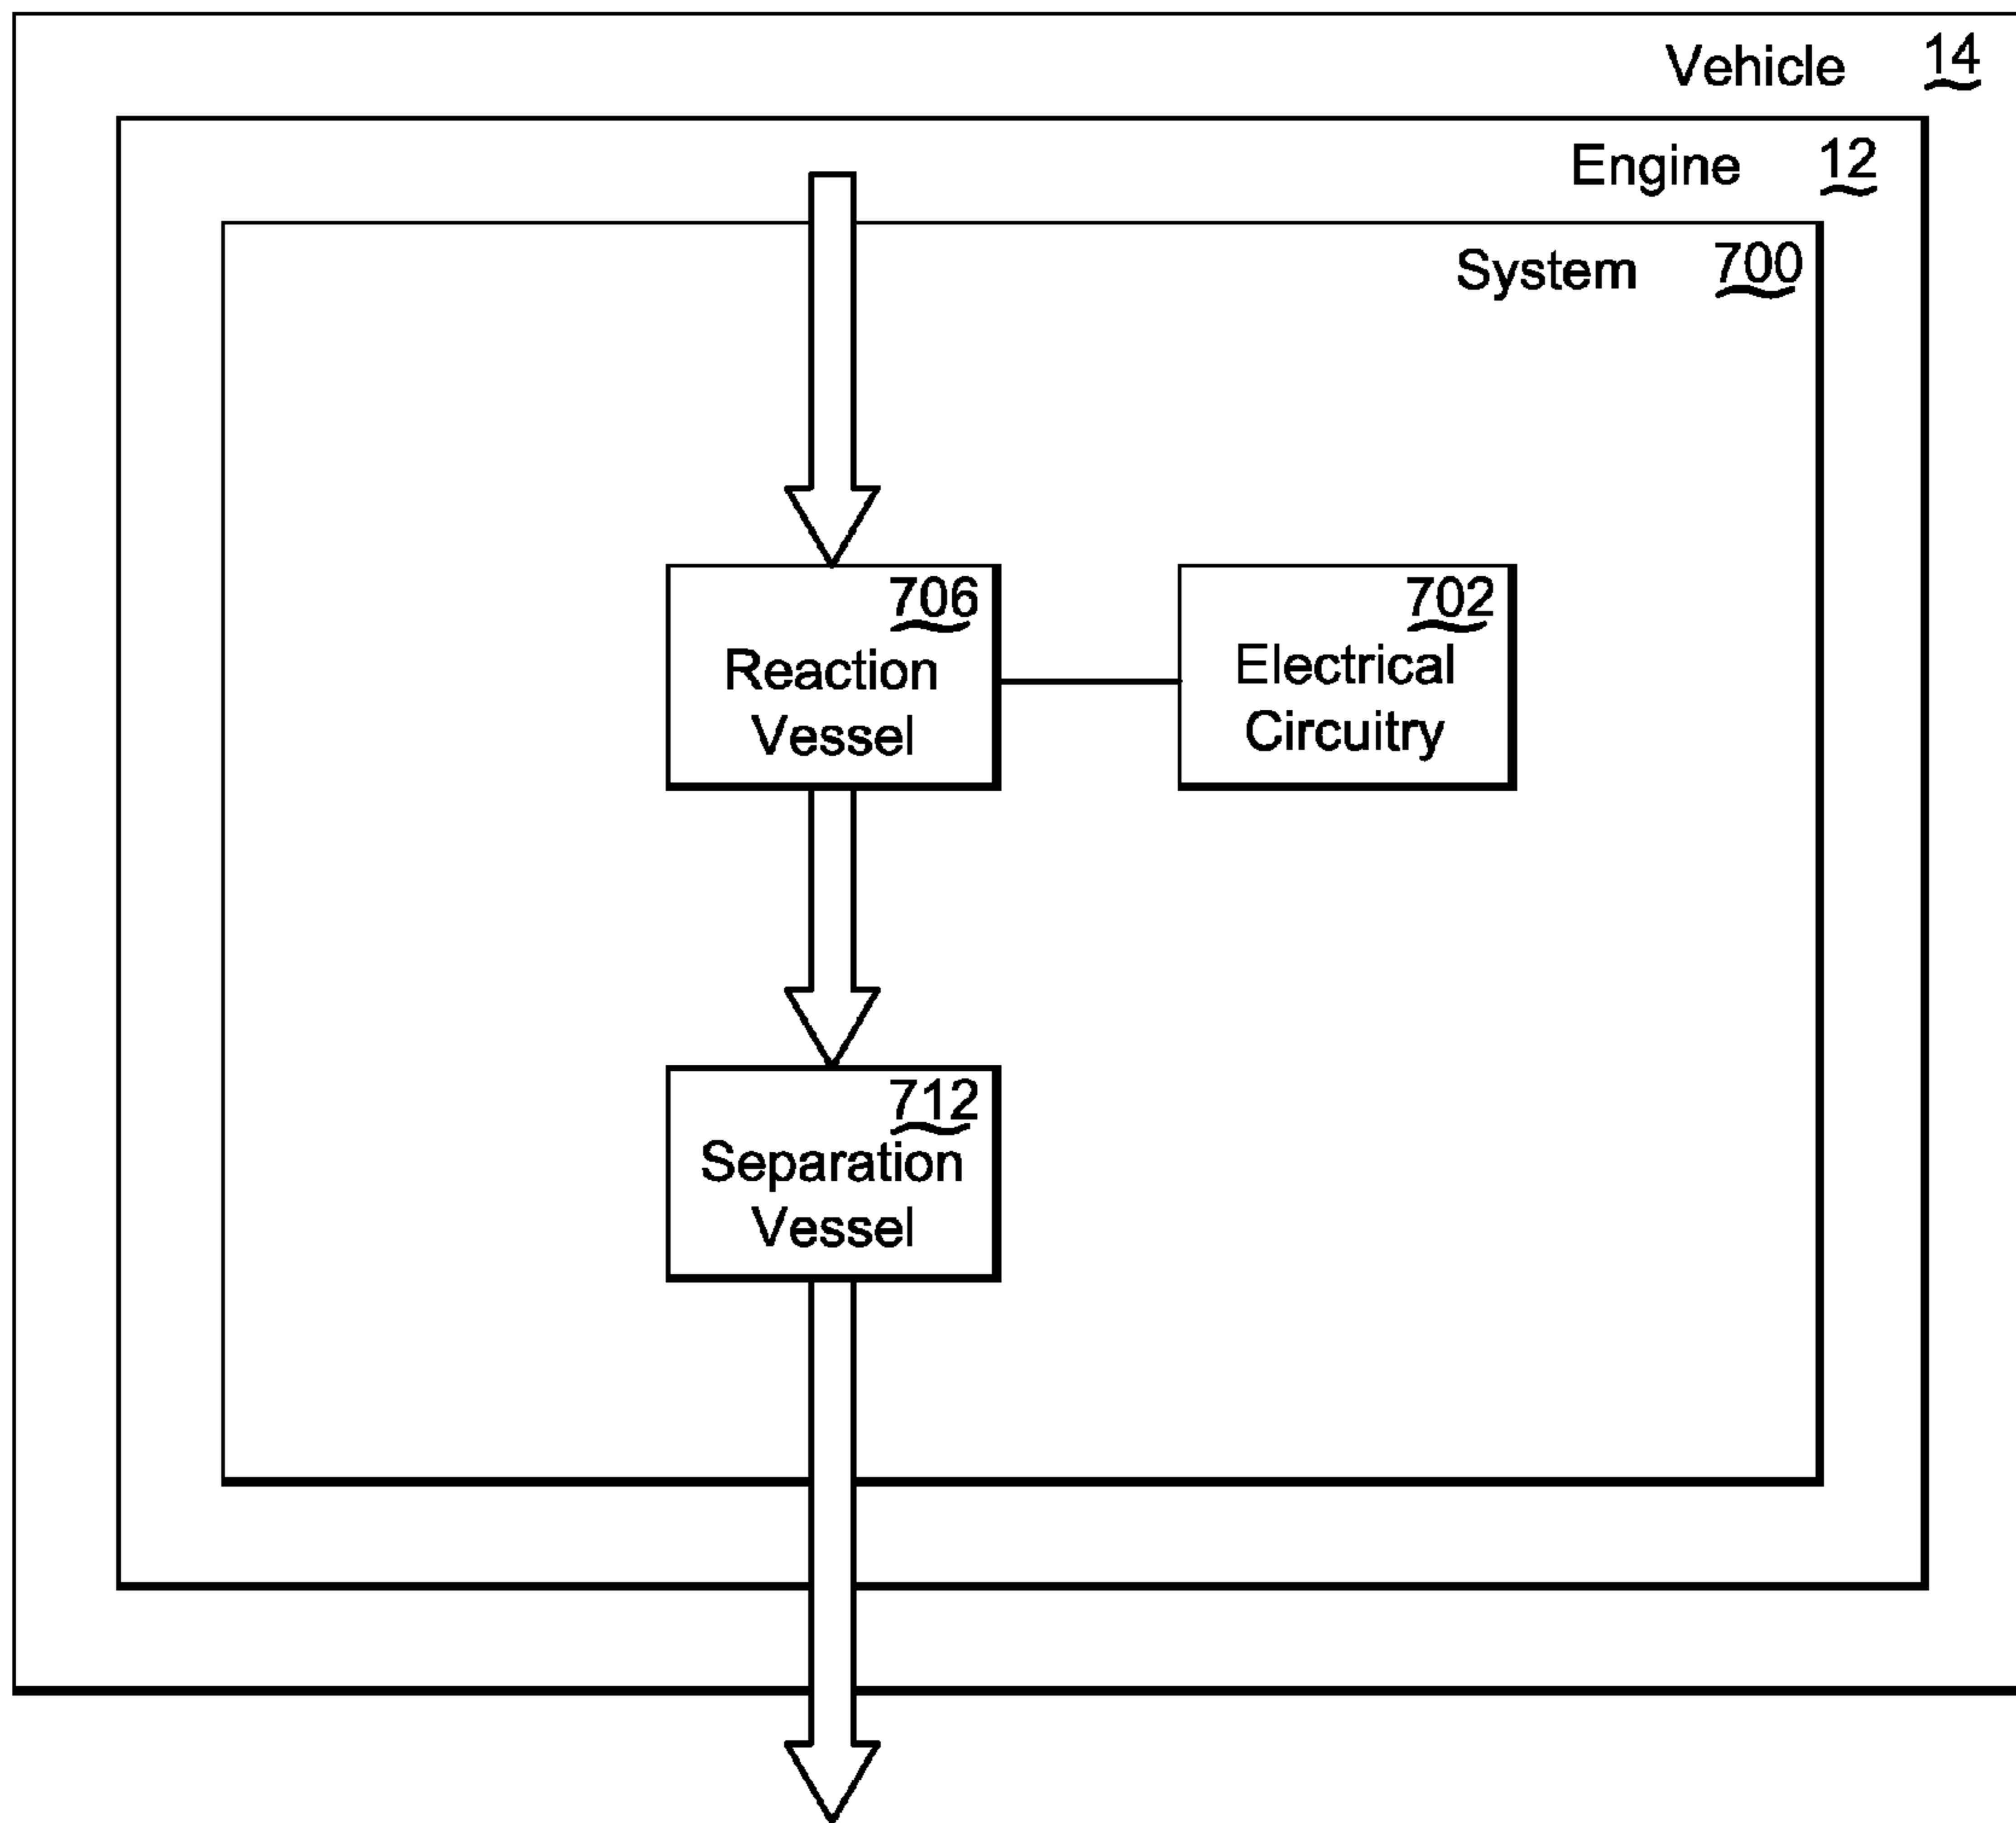 Vehicle 14
Engine 12
System 700
706
Reaction
Vessel
702
Electrical
Circuitry
712
Separation
Vessel